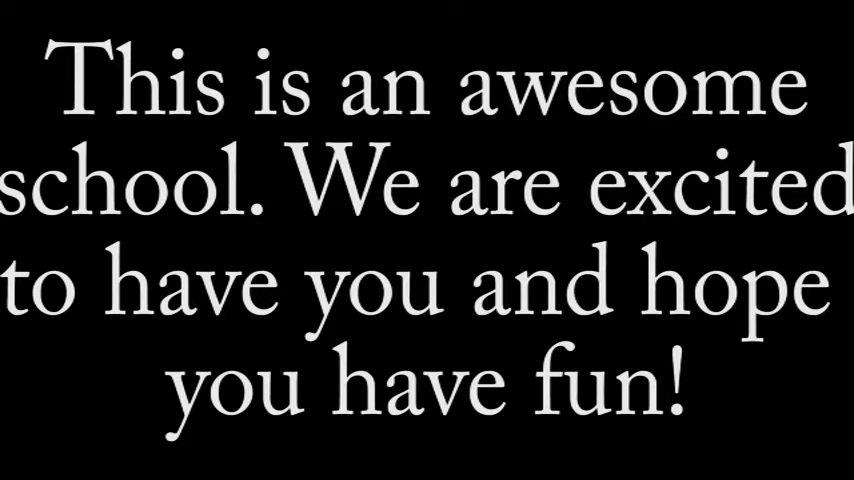 This is an awesome
school. We are excited
to have you and hope
you have fun!